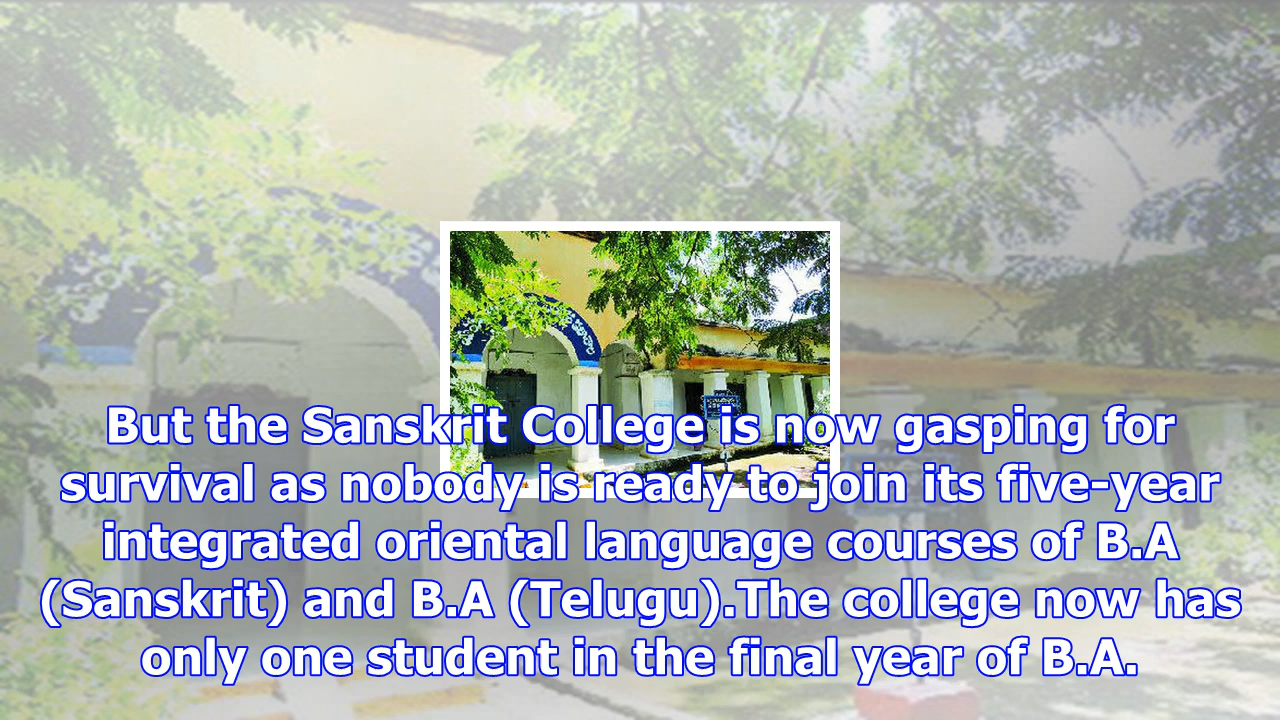 But the Sanskrit College is now gasping for
survival as nobody is ready to join its five-year
integrated oriental language courses of B.A
(Sanskrit) and B.A (Telugu).The college now has
only one student in the final year of B.A.